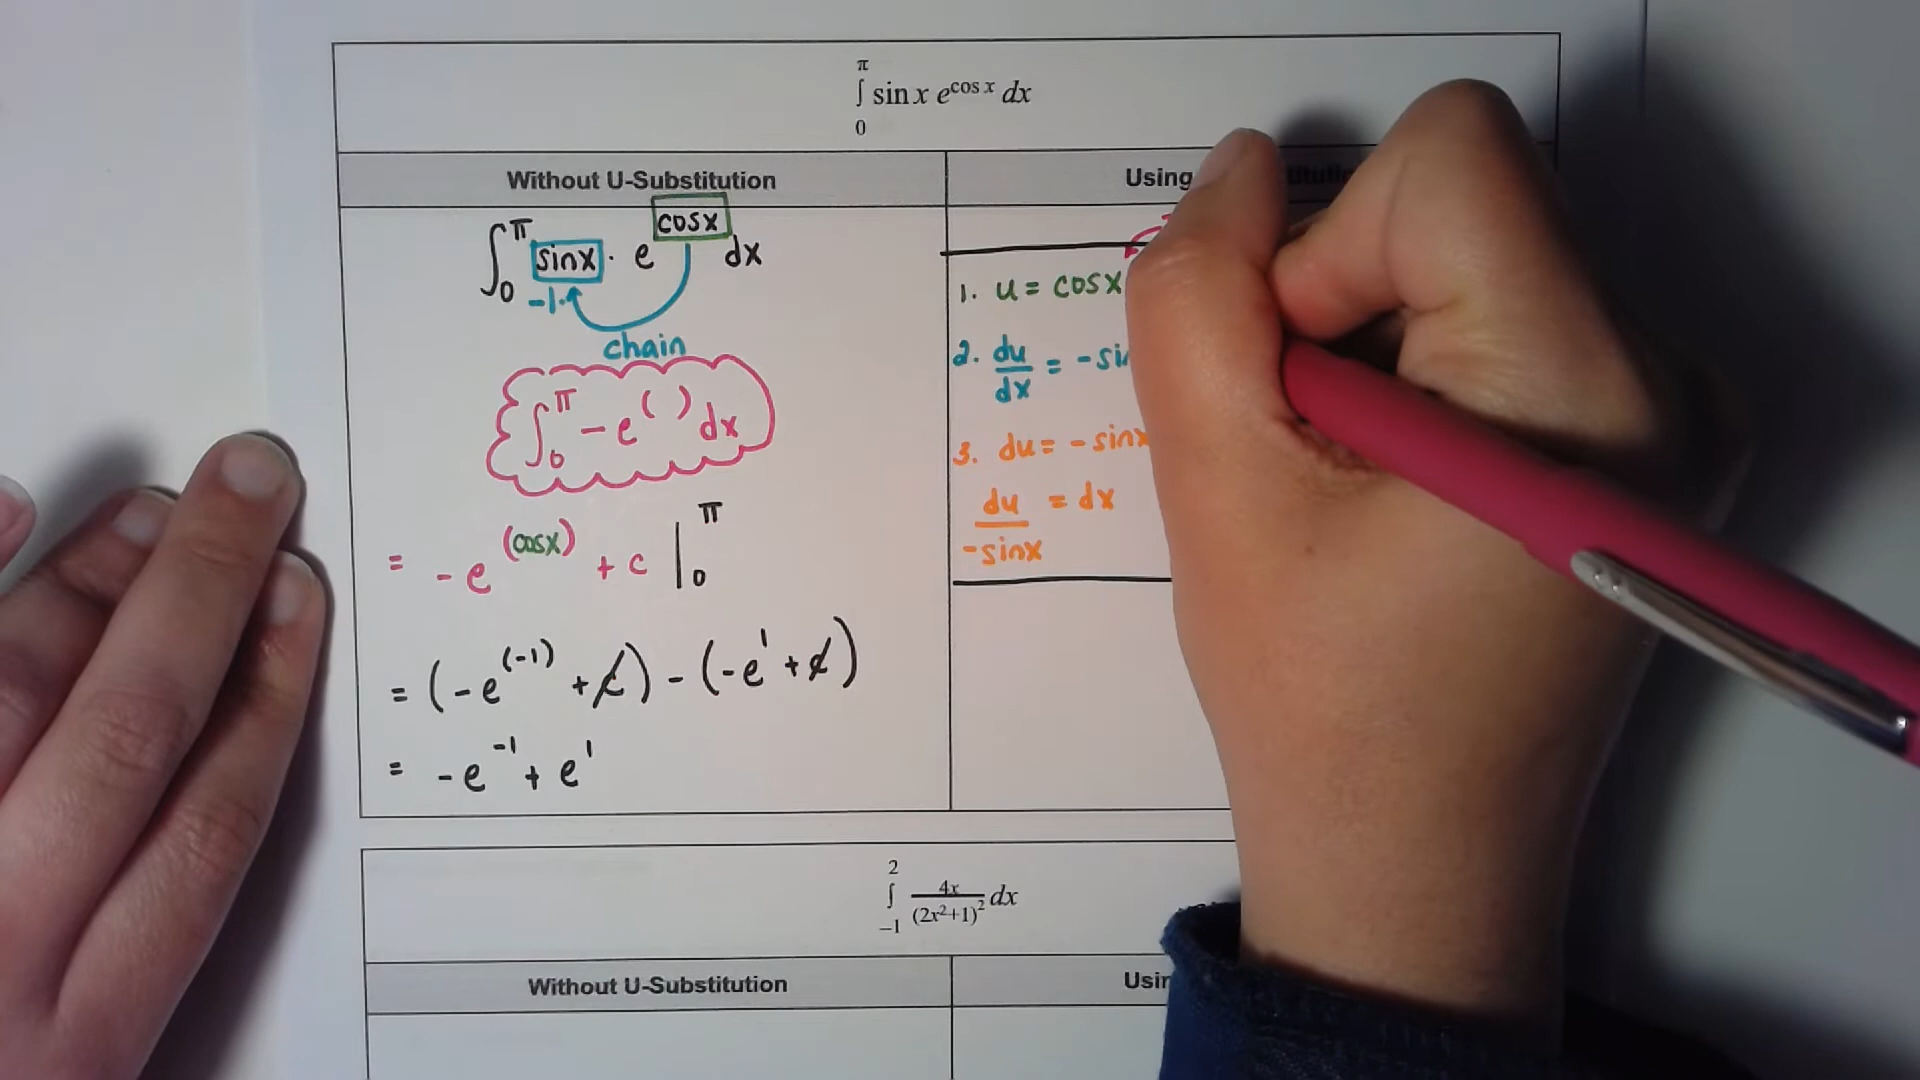 π
∫ sin x e^cos x dx
0
Without U-Substitution
Using
∫₀^π sinx · e^cosx dx
-1·
chain
∫₀^π -e^( ) dx
= -e^(cosx) + c |₀^π
= (-e^(-1) + c) - (-e^1 + c)
= -e^-1 + e^1
1. u = cosx
2. du/dx =
3. du = -sinx
du/-sinx = dx
2
∫ 4x/(2x²+1)² dx
-1
Without U-Substitution